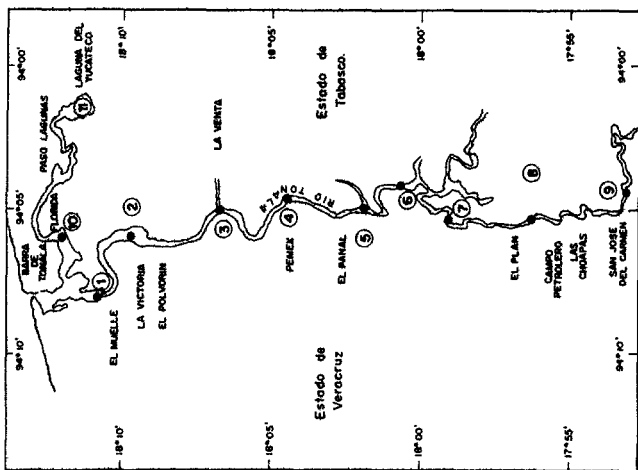 94°10'
94°05'
94°00'
BARRA
DE
TONALA
FLORIDA
10
PASO LAGUNAS
LAGUNA DEL
YUCATECO
11
1
EL MUELLE
18°10'
18°10'
2
LA VICTORIA
EL POLVORIN
LA VENTA
3
18°05'
18°05'
4
PEMEX
RIO TONALA
Estado de
Veracruz
Estado de
Tabasco.
EL PANAL
5
6
18°00'
18°00'
7
EL PLAN
8
CAMPO
PETROLERO
LAS
CHOAPAS
17°55'
17°55'
9
SAN JOSE
DEL CARMEN
94°10'
94°05'
94°00'